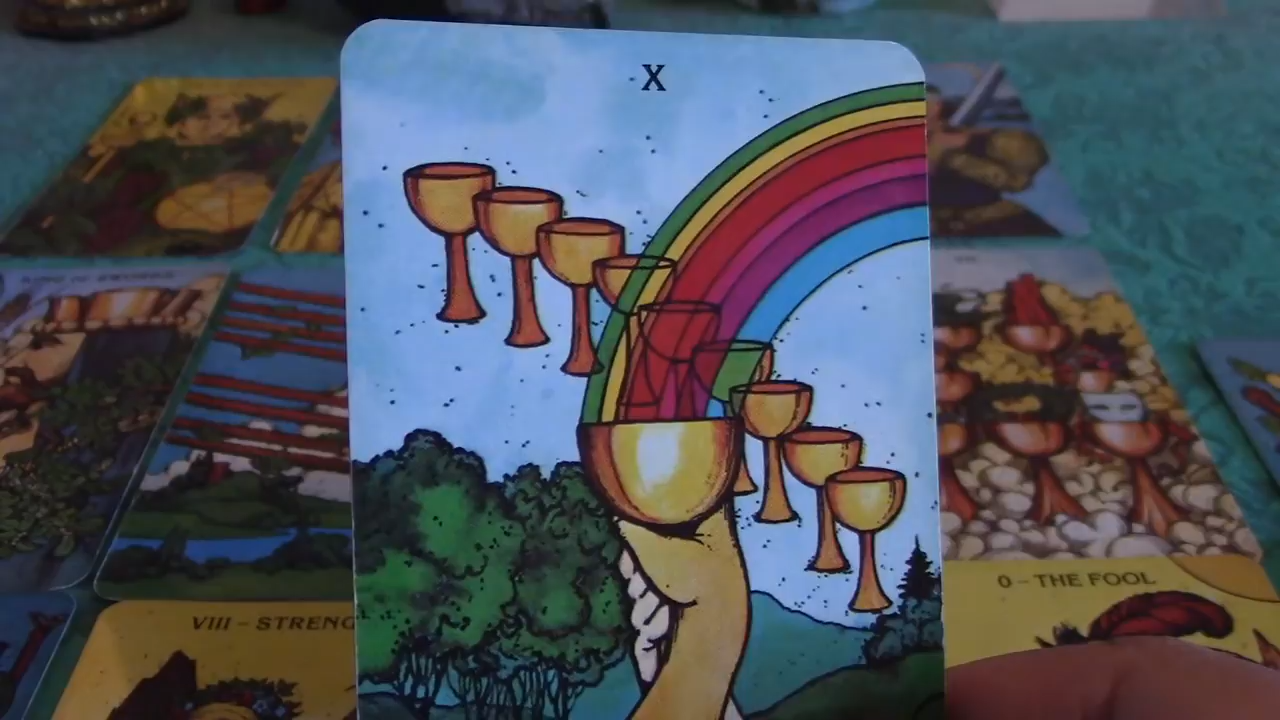 X
0 - THE FOOL
VIII - STRENG